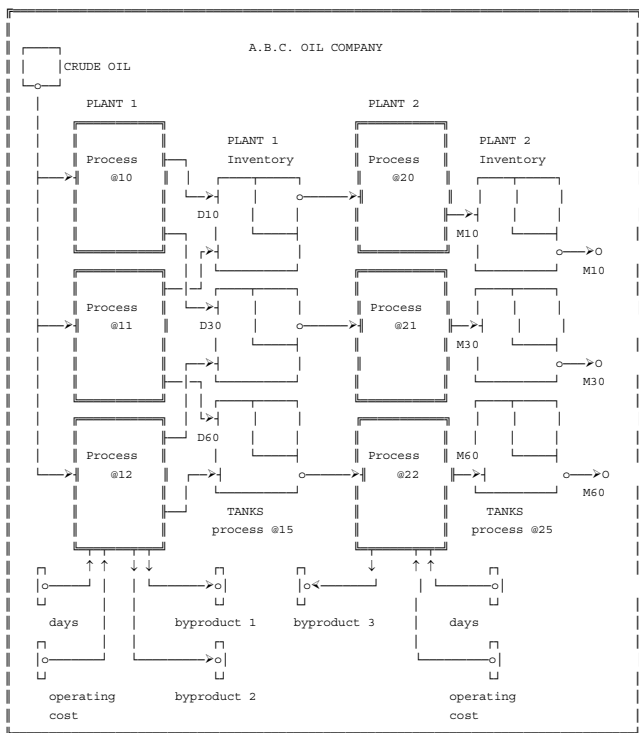 A.B.C. OIL COMPANY
CRUDE OIL
PLANT 1
PLANT 2
PLANT 1
Inventory
PLANT 2
Inventory
Process
@10
Process
@20
D10
M10
M10
Process
@11
Process
@21
D30
M30
M30
D60
M60
Process
@12
Process
@22
M60
TANKS
process @15
TANKS
process @25
days
byproduct 1
byproduct 3
days
operating
cost
byproduct 2
operating
cost